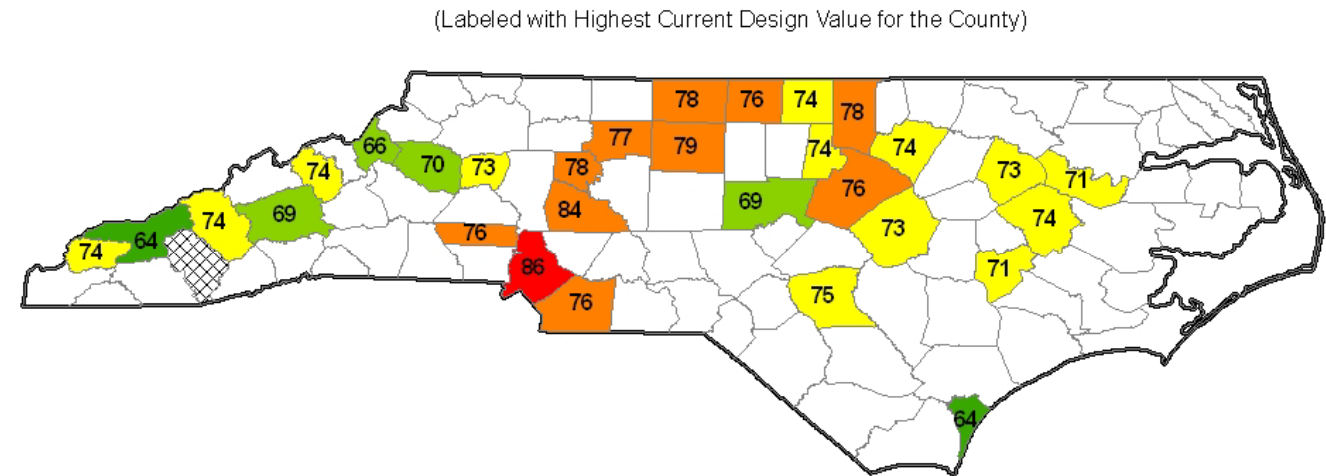 (Labeled with Highest Current Design Value for the County)
78 76 74 78
66 70 73 77 79 74 74
74 78 73 71
74 69 84 69 76 74
74 64 76 73
86 71
76 75
64